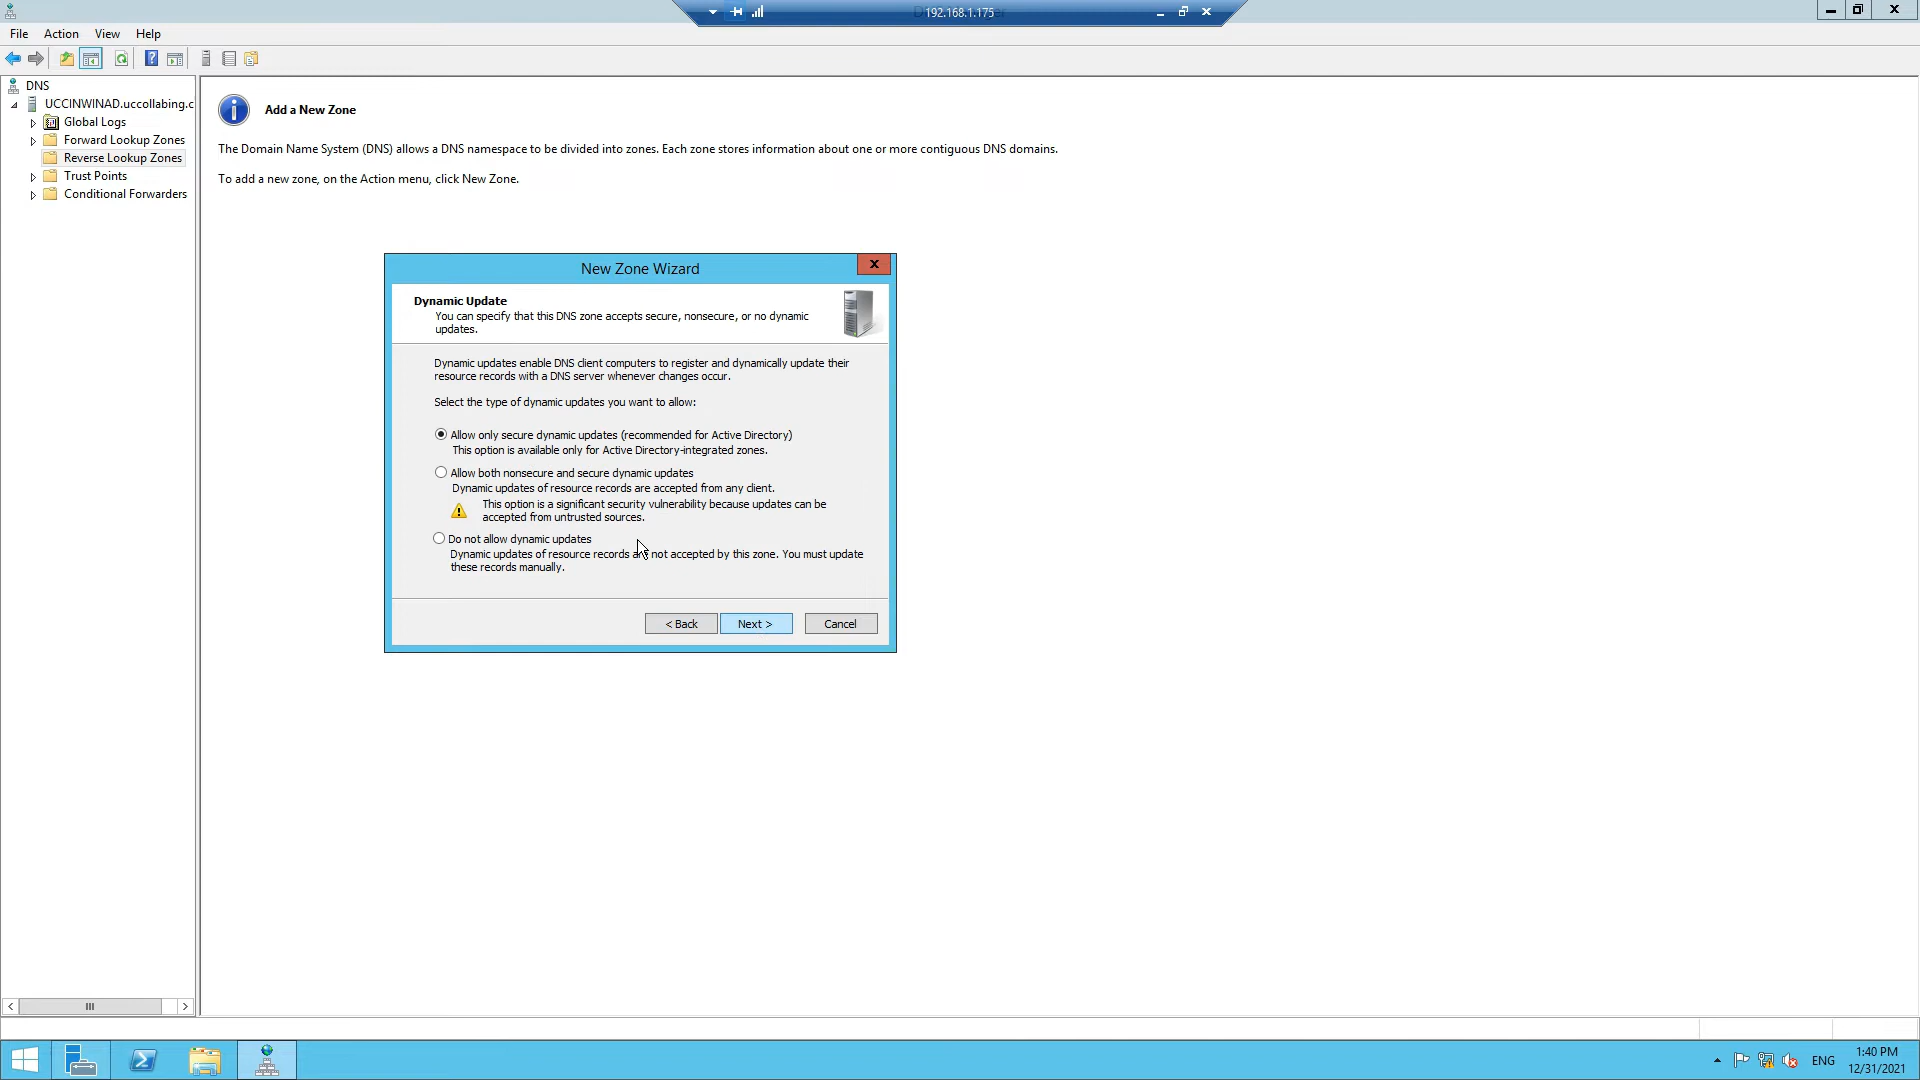 192.168.1.175
File Action View Help
DNS
UCCINWINAD.uccollabing.c
Global Logs
Forward Lookup Zones
Reverse Lookup Zones
Trust Points
Conditional Forwarders
Add a New Zone
The Domain Name System (DNS) allows a DNS namespace to be divided into zones. Each zone stores information about one or more contiguous DNS domains.
To add a new zone, on the Action menu, click New Zone.
New Zone Wizard
Dynamic Update
You can specify that this DNS zone accepts secure, nonsecure, or no dynamic
updates.
Dynamic updates enable DNS client computers to register and dynamically update their
resource records with a DNS server whenever changes occur.
Select the type of dynamic updates you want to allow:
Allow only secure dynamic updates (recommended for Active Directory)
This option is available only for Active Directory-integrated zones.
Allow both nonsecure and secure dynamic updates
Dynamic updates of resource records are accepted from any client.
This option is a significant security vulnerability because updates can be
accepted from untrusted sources.
Do not allow dynamic updates
Dynamic updates of resource records are not accepted by this zone. You must update
these records manually.
< Back Next > Cancel
ENG
1:40 PM
12/31/2021